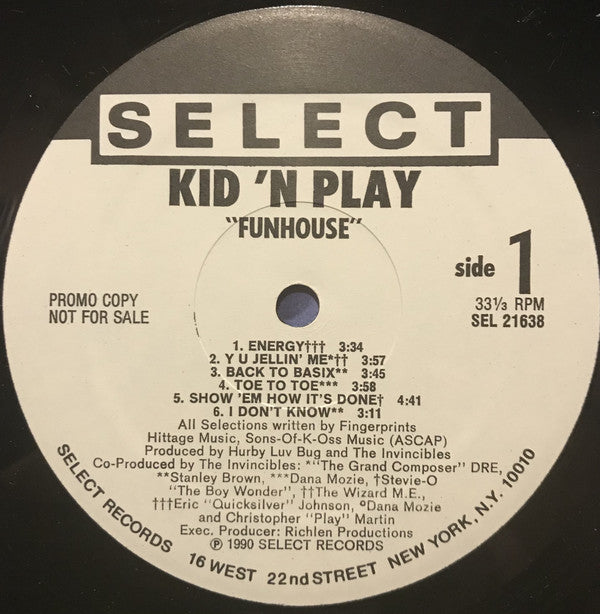 SELECT
KID 'N PLAY
"FUNHOUSE"
side 1
PROMO COPY
NOT FOR SALE
33⅓ RPM
SEL 21638
1. ENERGY††† 3:34
2. Y U JELLIN' ME*†† 3:57
3. BACK TO BASIX** 3:45
4. TOE TO TOE*** 3:58
5. SHOW 'EM HOW IT'S DONE† 4:41
6. I DON'T KNOW** 3:11
All Selections written by Fingerprints
Hittage Music, Sons-Of-K-Oss Music (ASCAP)
Produced by Hurby Luv Bug and The Invincibles
Co-Produced by The Invincibles: *"The Grand Composer" DRE,
**Stanley Brown, ***Dana Mozie, †Stevie-O
"The Boy Wonder", ††The Wizard M.E.,
†††Eric "Quicksilver" Johnson, °Dana Mozie
and Christopher "Play" Martin
Exec. Producer: Richlen Productions
℗ 1990 SELECT RECORDS
SELECT RECORDS 16 WEST 22nd STREET NEW YORK, N.Y. 10010